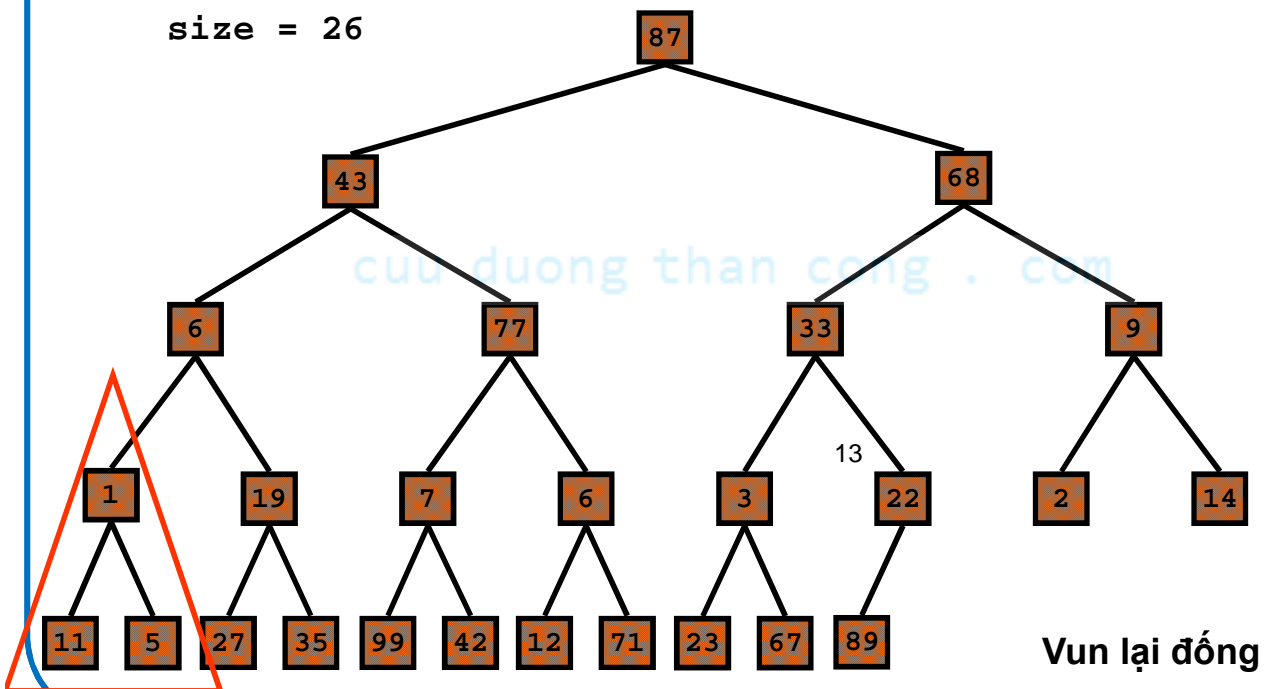 size = 26
87
43 68
cuu duong than cong . com
6 77 33 9
13
1 19 7 6 3 22 2 14
11 5 27 35 99 42 12 71 23 67 89
Vun lại đống